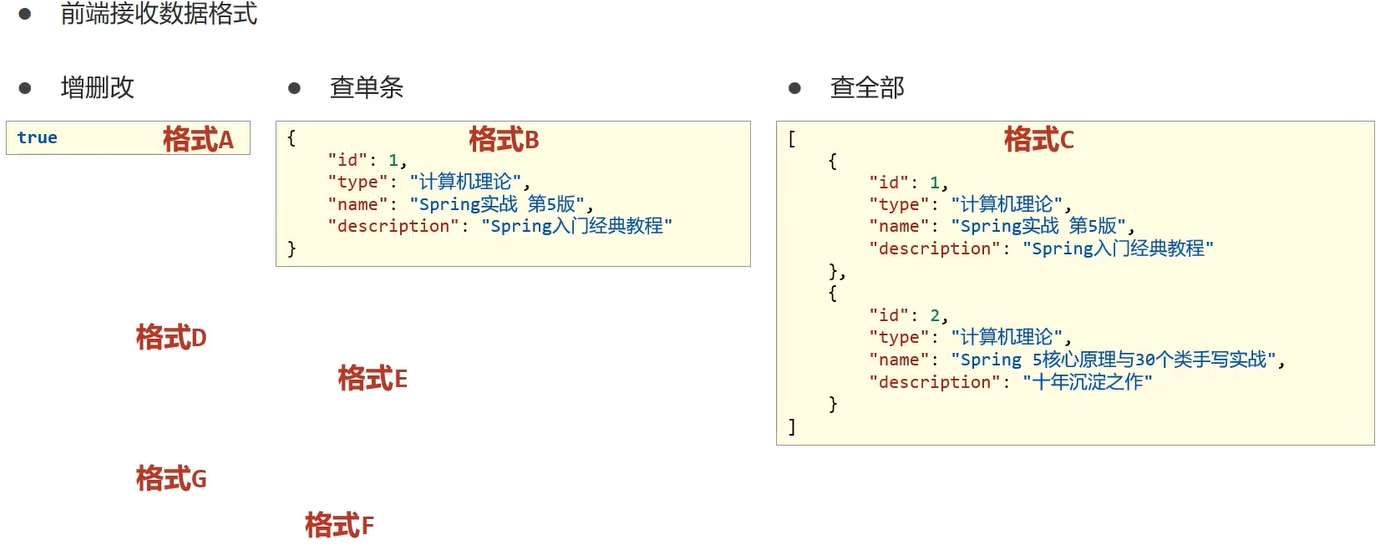 ● 前端接收数据格式
● 增删改
true 格式A
● 查单条
{ 格式B
"id": 1,
"type": "计算机理论",
"name": "Spring实战 第5版",
"description": "Spring入门经典教程"
}
● 查全部
[ 格式C
{
"id": 1,
"type": "计算机理论",
"name": "Spring实战 第5版",
"description": "Spring入门经典教程"
},
{
"id": 2,
"type": "计算机理论",
"name": "Spring 5核心原理与30个类手写实战",
"description": "十年沉淀之作"
}
]
格式D
格式E
格式G
格式F